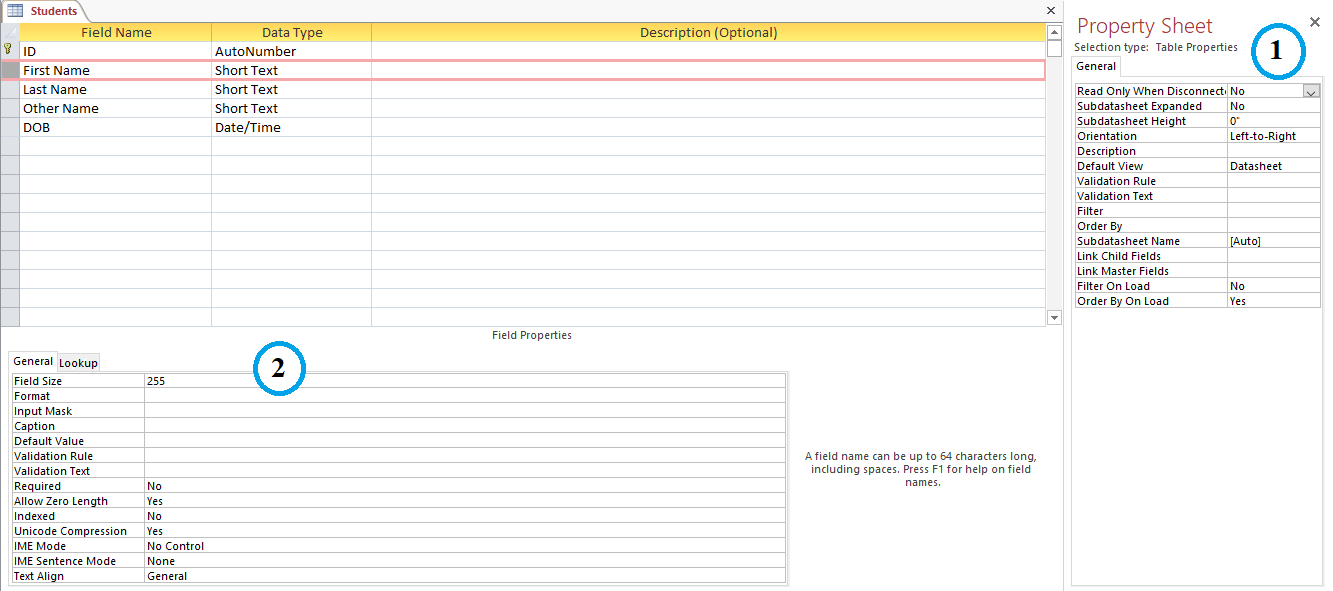 Students
Field Name Data Type Description (Optional)
ID AutoNumber
First Name Short Text
Last Name Short Text
Other Name Short Text
DOB Date/Time
Field Properties
General Lookup
2
Field Size 255
Format
Input Mask
Caption
Default Value
Validation Rule
Validation Text
Required No
Allow Zero Length Yes
Indexed No
Unicode Compression Yes
IME Mode No Control
IME Sentence Mode None
Text Align General
A field name can be up to 64 characters long,
including spaces. Press F1 for help on field
names.
Property Sheet
Selection type: Table Properties
1
General
Read Only When Disconnecte No
Subdatasheet Expanded No
Subdatasheet Height 0"
Orientation Left-to-Right
Description
Default View Datasheet
Validation Rule
Validation Text
Filter
Order By
Subdatasheet Name [Auto]
Link Child Fields
Link Master Fields
Filter On Load No
Order By On Load Yes